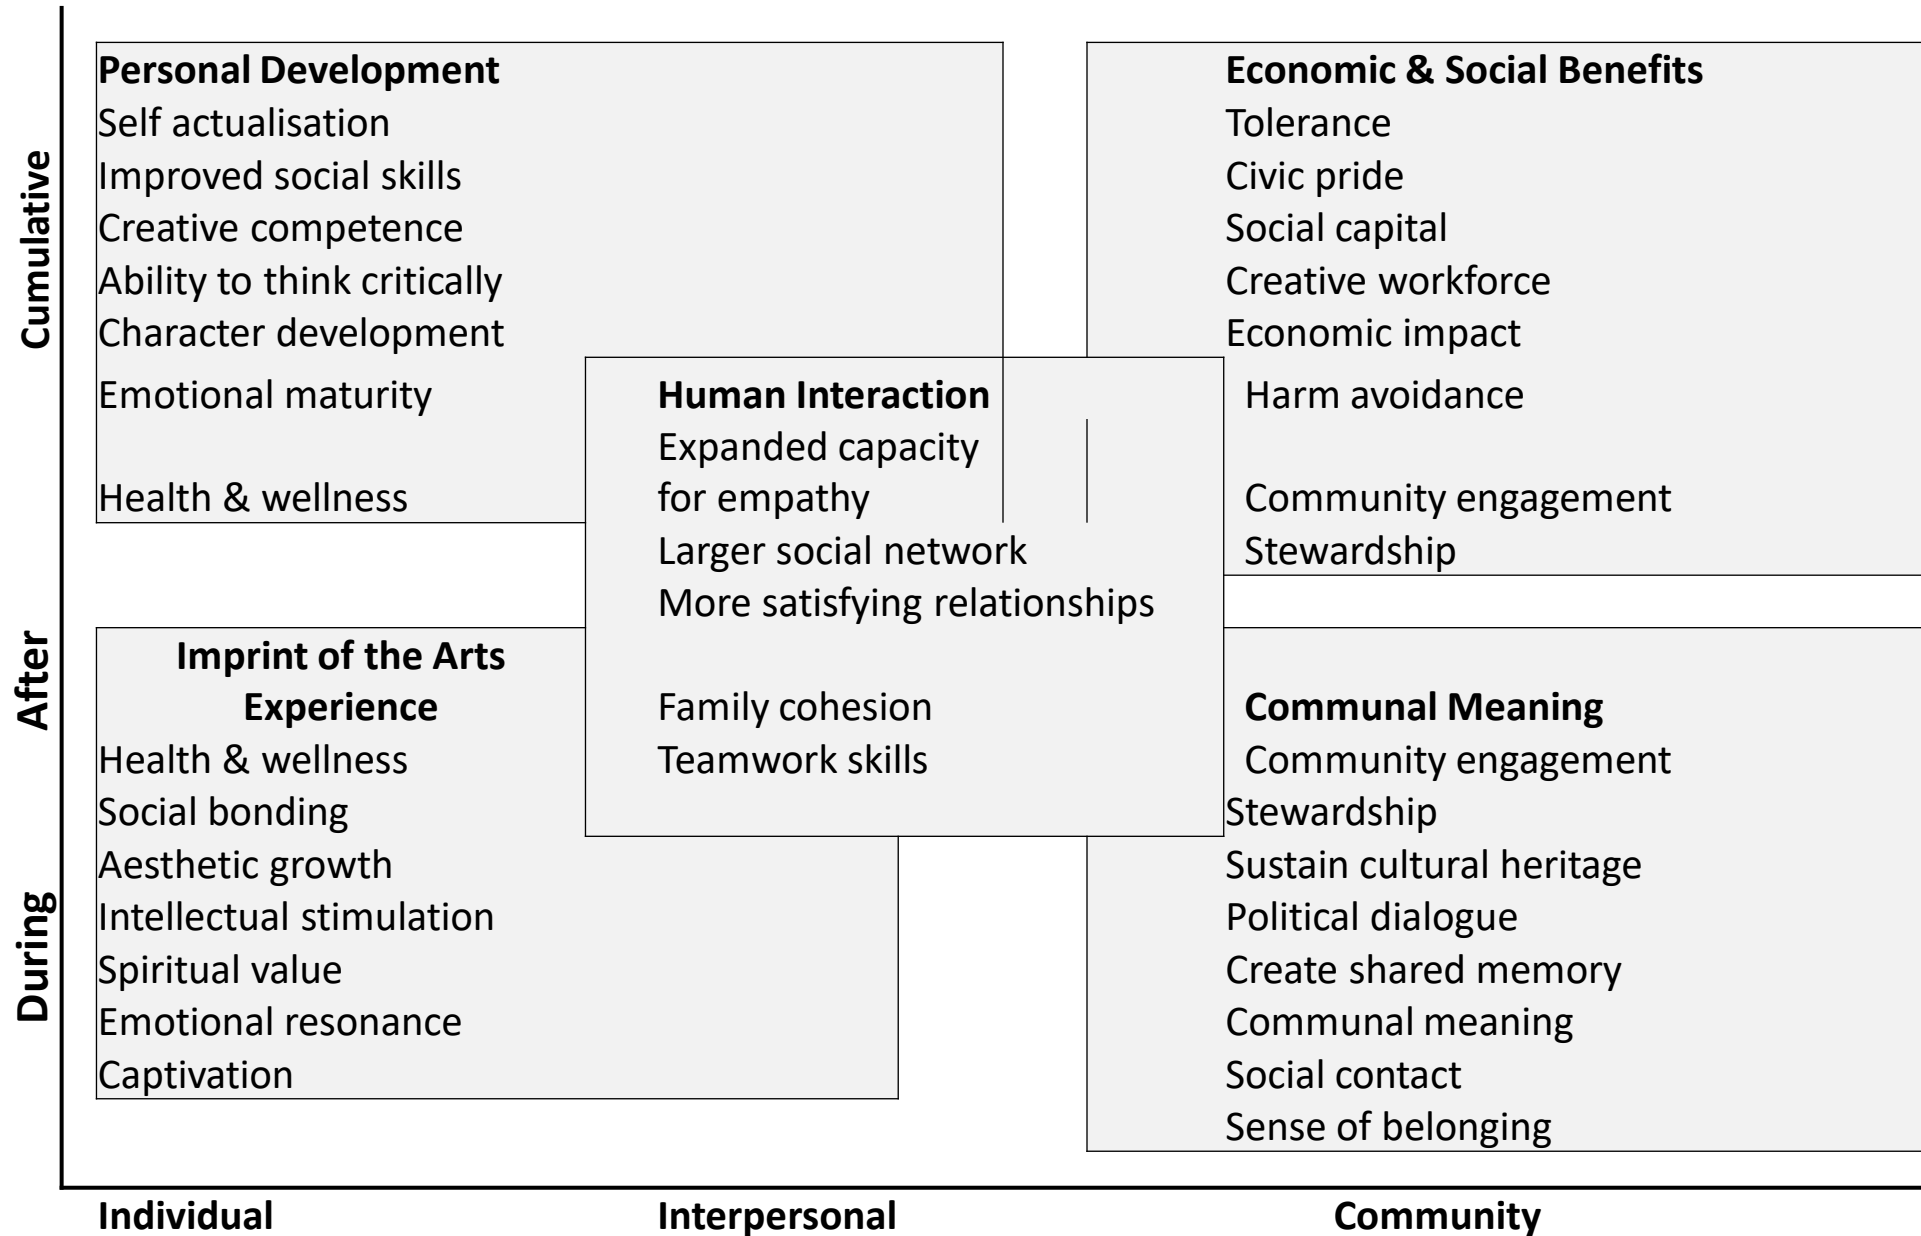 Cumulative
After
During
Personal Development
Self actualisation
Improved social skills
Creative competence
Ability to think critically
Character development
Emotional maturity
Health & wellness
Economic & Social Benefits
Tolerance
Civic pride
Social capital
Creative workforce
Economic impact
Harm avoidance
Community engagement
Stewardship
Human Interaction
Expanded capacity
for empathy
Larger social network
More satisfying relationships
Family cohesion
Teamwork skills
Imprint of the Arts
Experience
Health & wellness
Social bonding
Aesthetic growth
Intellectual stimulation
Spiritual value
Emotional resonance
Captivation
Communal Meaning
Community engagement
Stewardship
Sustain cultural heritage
Political dialogue
Create shared memory
Communal meaning
Social contact
Sense of belonging
Individual
Interpersonal
Community